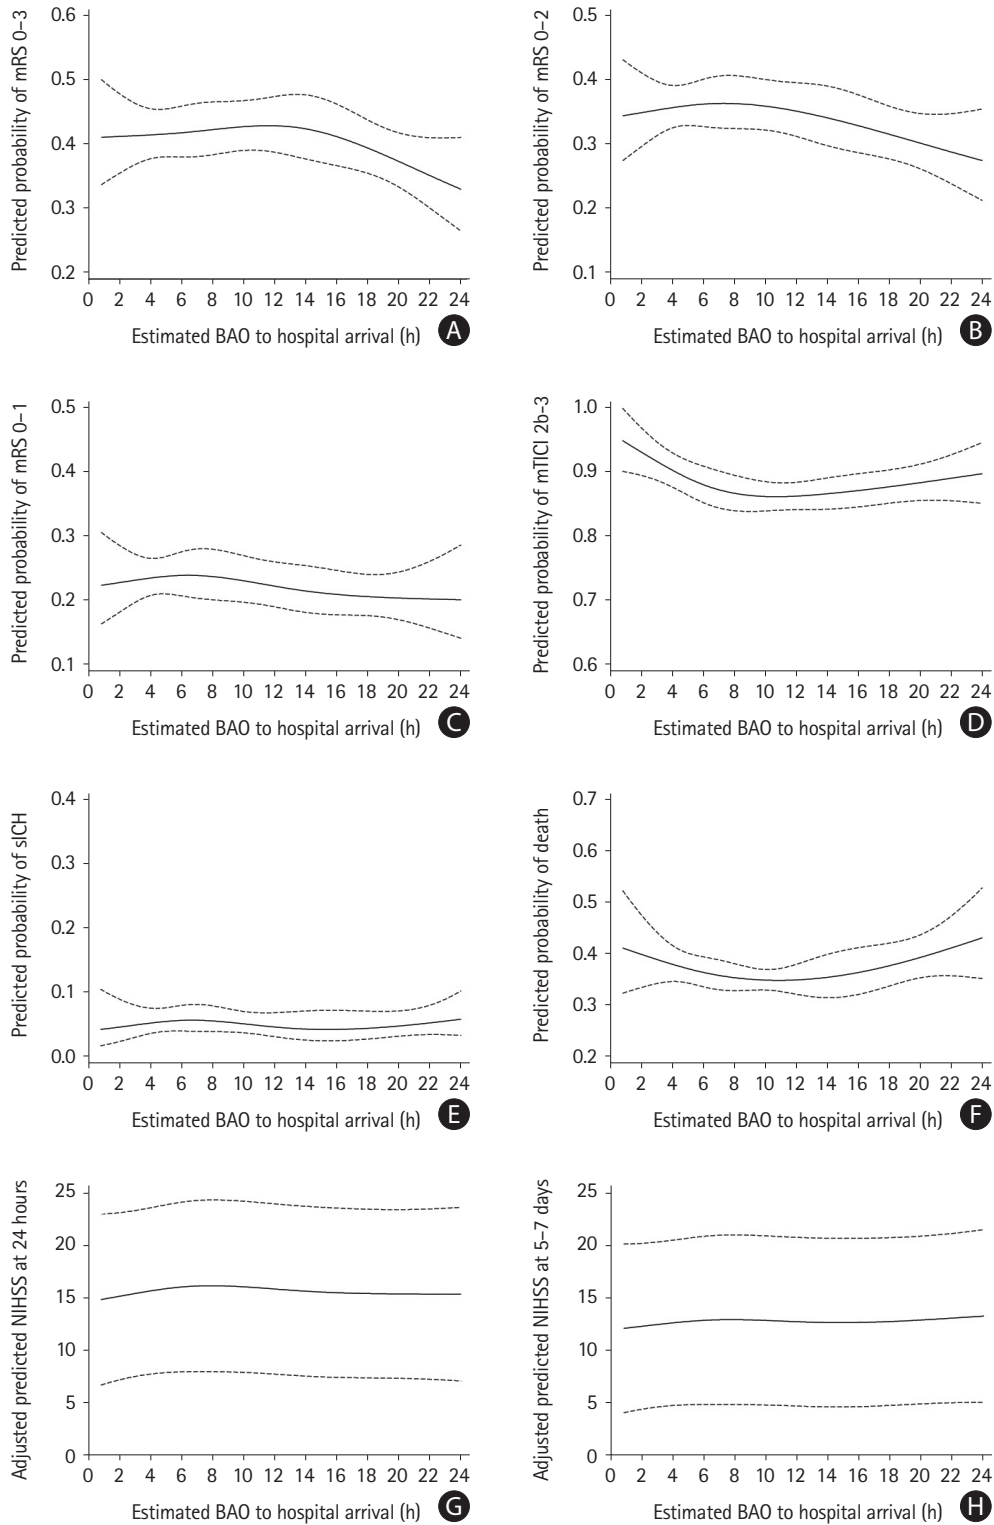 Predicted probability of mRS 0–3
0.6
0.5
0.4
0.3
0.2
0 2 4 6 8 10 12 14 16 18 20 22 24
Estimated BAO to hospital arrival (h)
A
Predicted probability of mRS 0–2
0.5
0.4
0.3
0.2
0.1
0 2 4 6 8 10 12 14 16 18 20 22 24
Estimated BAO to hospital arrival (h)
B
Predicted probability of mRS 0–1
0.5
0.4
0.3
0.2
0.1
0 2 4 6 8 10 12 14 16 18 20 22 24
Estimated BAO to hospital arrival (h)
C
Predicted probability of mTICI 2b–3
1.0
0.9
0.8
0.7
0.6
0 2 4 6 8 10 12 14 16 18 20 22 24
Estimated BAO to hospital arrival (h)
D
Predicted probability of sICH
0.4
0.3
0.2
0.1
0.0
0 2 4 6 8 10 12 14 16 18 20 22 24
Estimated BAO to hospital arrival (h)
E
Predicted probability of death
0.7
0.6
0.5
0.4
0.3
0.2
0 2 4 6 8 10 12 14 16 18 20 22 24
Estimated BAO to hospital arrival (h)
F
Adjusted predicted NIHSS at 24 hours
25
20
15
10
5
0
0 2 4 6 8 10 12 14 16 18 20 22 24
Estimated BAO to hospital arrival (h)
G
Adjusted predicted NIHSS at 5–7 days
25
20
15
10
5
0
0 2 4 6 8 10 12 14 16 18 20 22 24
Estimated BAO to hospital arrival (h)
H